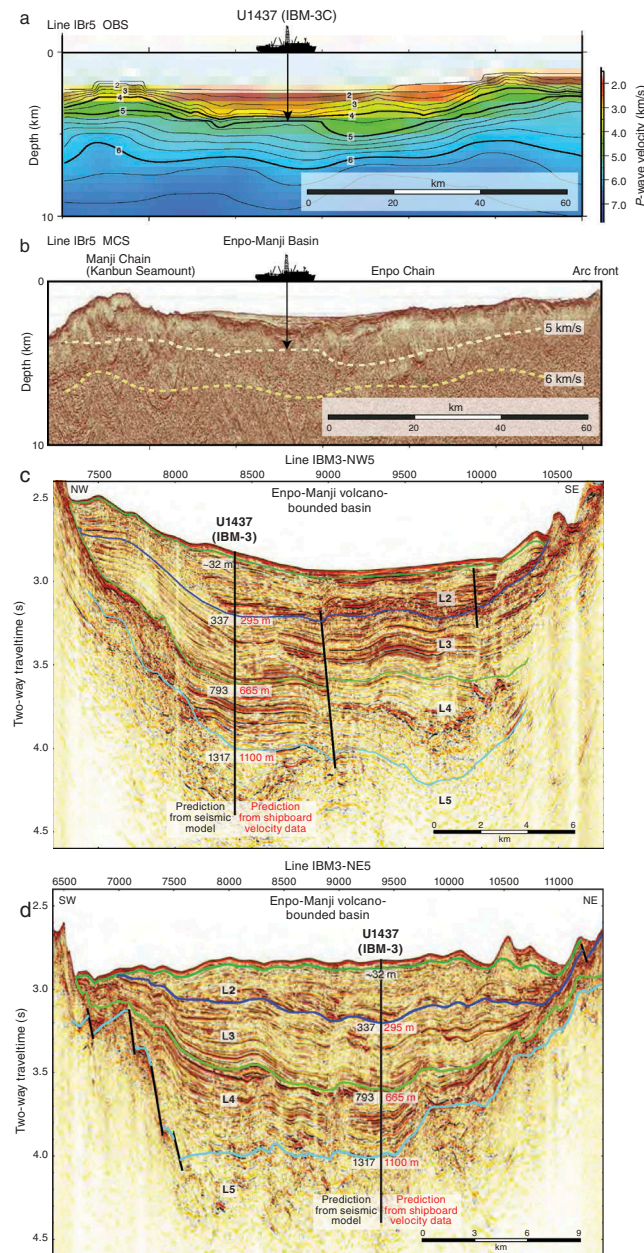 a
Line IBr5 OBS
U1437 (IBM-3C)
0
Depth (km)
10
2
3
4
5
6
2
3
4
5
2
3
4
5
6
km
0
20
40
60
2.0
3.0
4.0
5.0
6.0
7.0
P-wave velocity (km/s)
b
Line IBr5 MCS
Enpo-Manji Basin
Manji Chain
(Kanbun Seamount)
Enpo Chain
Arc front
0
Depth (km)
10
5 km/s
6 km/s
km
0
20
40
60
Line IBM3-NW5
c
7500
8000
8500
9000
9500
10000
10500
2.5
3.0
3.5
4.0
4.5
Two-way traveltime (s)
NW
Enpo-Manji volcano-
bounded basin
SE
U1437
(IBM-3)
~32 m
L2
337 295 m
L3
793 665 m
L4
1317 1100 m
L5
Prediction
from seismic
model
Prediction
from shipboard
velocity data
0
2
4
6
km
Line IBM3-NE5
d
6500
7000
7500
8000
8500
9000
9500
10000
10500
11000
2.5
3.0
3.5
4.0
4.5
Two-way traveltime (s)
SW
Enpo-Manji volcano-
bounded basin
NE
U1437
(IBM-3)
~32 m
L2
337 295 m
L3
793 665 m
L4
1317 1100 m
L5
Prediction
from seismic
model
Prediction
from shipboard
velocity data
0
3
6
9
km